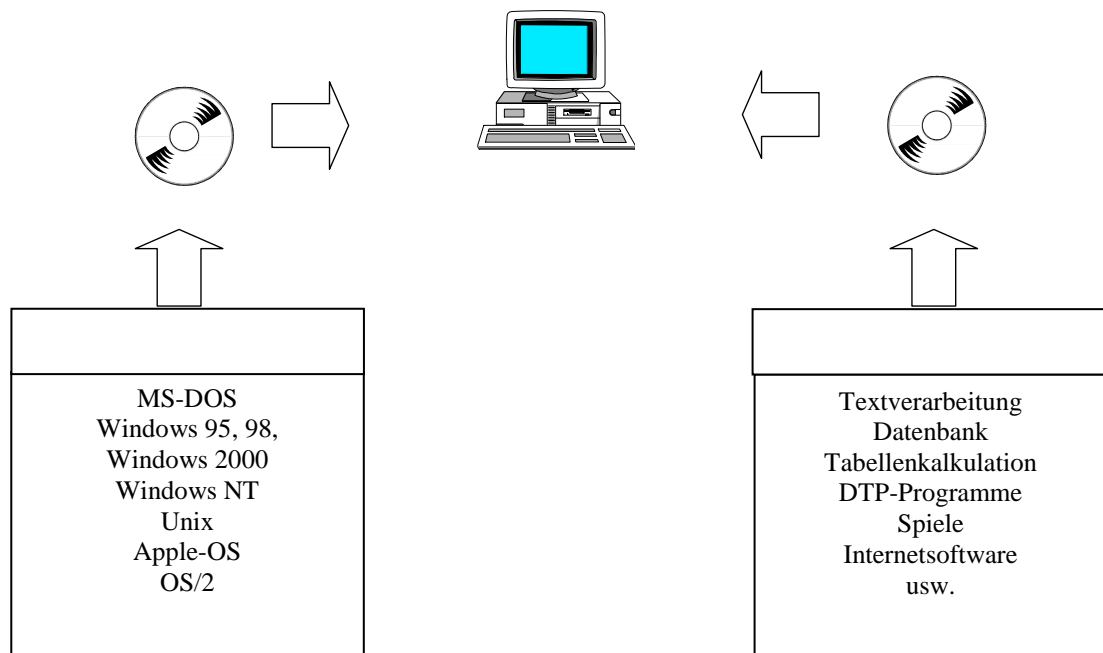 MS-DOS
Windows 95, 98,
Windows 2000
Windows NT
Unix
Apple-OS
OS/2
Textverarbeitung
Datenbank
Tabellenkalkulation
DTP-Programme
Spiele
Internetsoftware
usw.